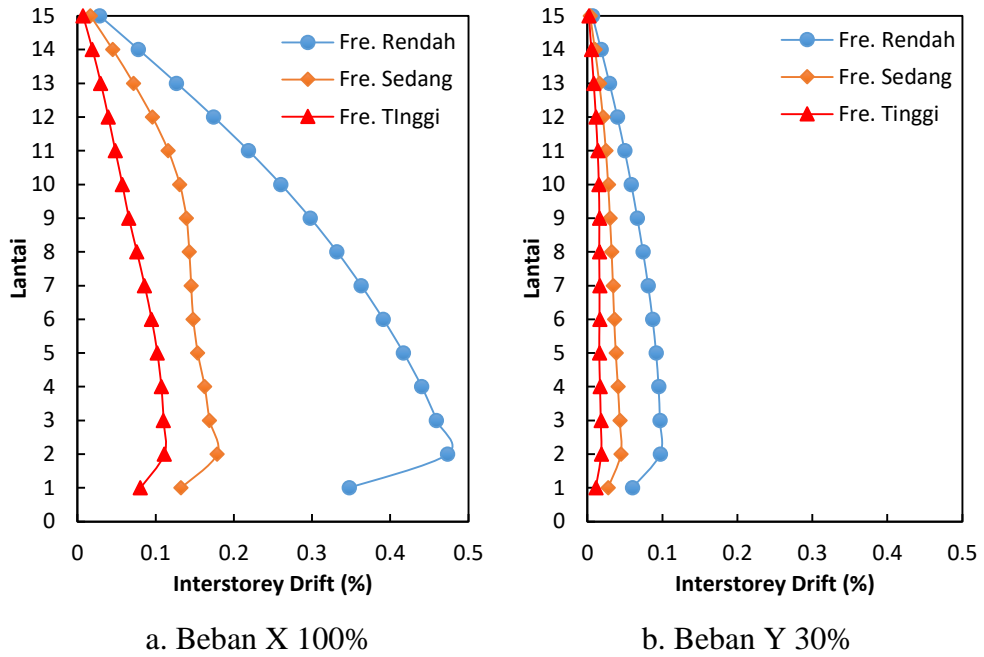 15
14
13
12
11
10
9
8
7
6
5
4
3
2
1
0
Lantai
Fre. Rendah
Fre. Sedang
Fre. TInggi
0 0.1 0.2 0.3 0.4 0.5
Interstorey Drift (%)
a. Beban X 100%
15
14
13
12
11
10
9
8
7
6
5
4
3
2
1
0
Lantai
Fre. Rendah
Fre. Sedang
Fre. Tinggi
0 0.1 0.2 0.3 0.4 0.5
Interstorey Drift (%)
b. Beban Y 30%